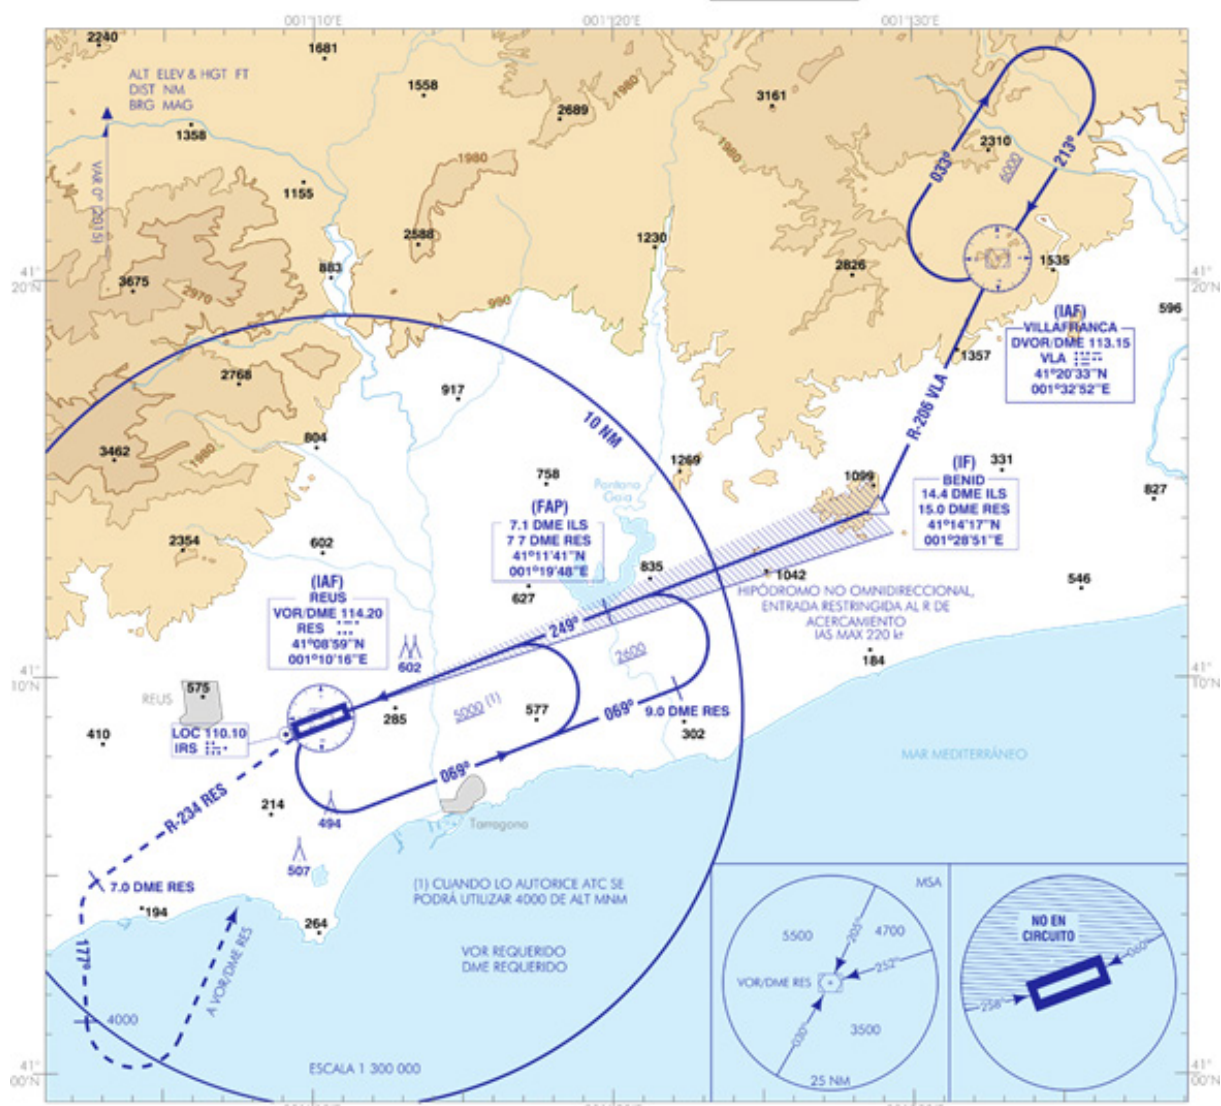 001°10'E
001°20'E
001°30'E
2240
1681
ALT ELEV & HGT FT
DIST NM
BRG MAG
1558
1980
2689
3161
1358
VAR 0° (2015)
1155
1980
1980
2310
033°
6000
213°
2588
1230
883
2826
1535
3675
2970
990
41°
20'N
41°
20'N
596
(IAF)
VILLAFRANCA
DVOR/DME 113.15
VLA
41°20'33"N
001°32'52"E
1357
2768
917
R-206 VLA
10 NM
804
3462
1980
758
1269
1099
331
827
Pantano
Gaia
(IF)
BENID
14.4 DME ILS
15.0 DME RES
41°14'17"N
001°28'51"E
(FAP)
7.1 DME ILS
7 7 DME RES
41°11'41"N
001°19'48"E
2354
602
835
1042
546
627
HIPÓDROMO NO OMNIDIRECCIONAL,
ENTRADA RESTRINGIDA AL R DE
ACERCAMIENTO
IAS MAX 220 kt
(IAF)
REUS
VOR/DME 114.20
RES
41°08'59"N
001°10'16"E
249°
2600
602
184
41°
10'N
41°
10'N
575
REUS
285
5000 (1)
577
069°
9.0 DME RES
302
410
LOC 110.10
IRS
069°
MAR MEDITERRÁNEO
R-234 RES
214
494
Tarragona
507
7.0 DME RES
194
264
(1) CUANDO LO AUTORICE ATC SE
PODRÁ UTILIZAR 4000 DE ALT MNM
VOR REQUERIDO
DME REQUERIDO
177°
A VOR/DME RES
4000
MSA
5500
205°
4700
252°
VOR/DME RES
030°
3500
25 NM
NO EN
CIRCUITO
060°
258°
ESCALA 1 300 000
41°
00'N
41°
00'N